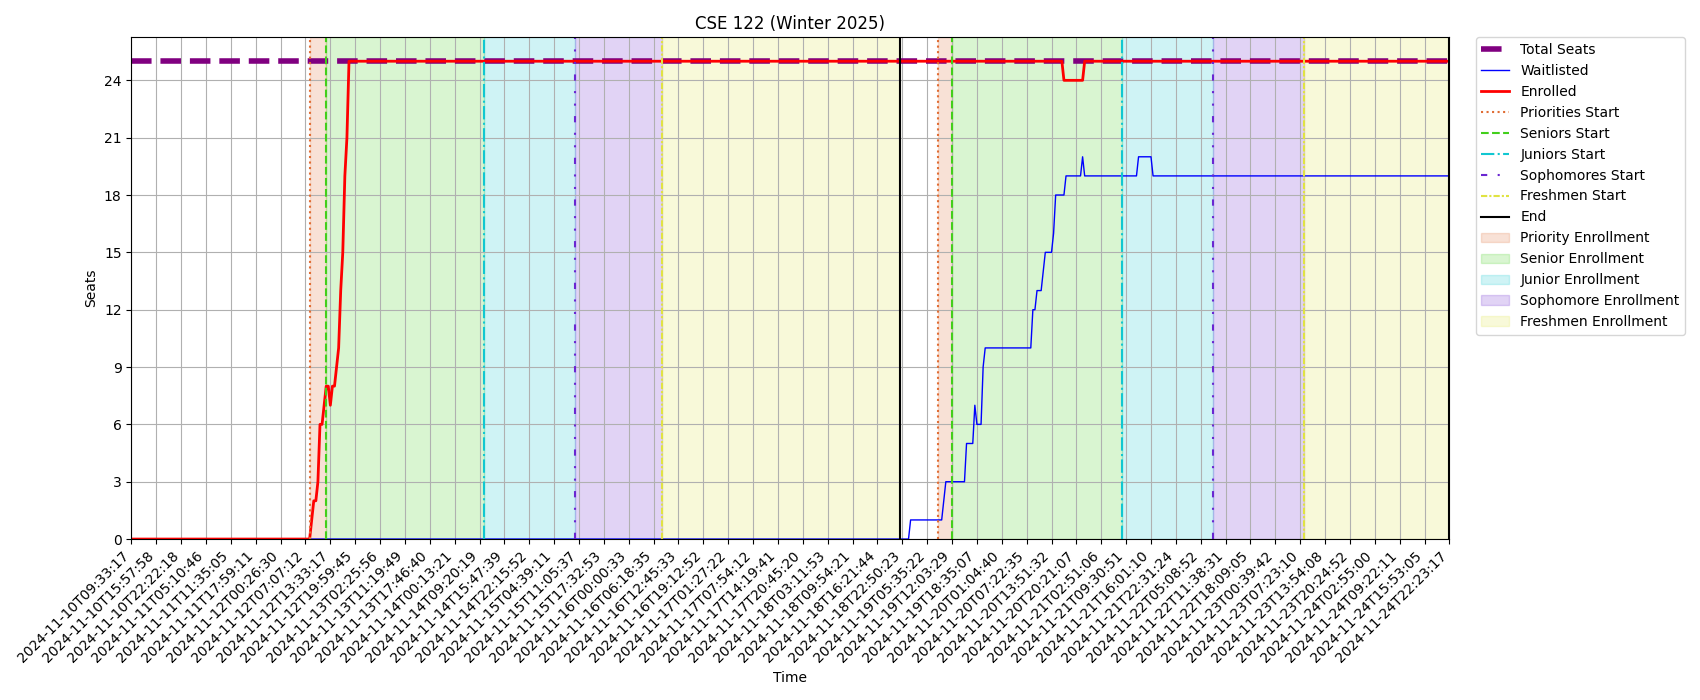 CSE 122 (Winter 2025)
Total Seats
Waitlisted
Enrolled
Priorities Start
Seniors Start
Juniors Start
Sophomores Start
Freshmen Start
End
Priority Enrollment
Senior Enrollment
Junior Enrollment
Sophomore Enrollment
Freshmen Enrollment
Seats
24
21
18
15
12
9
6
3
0
2024-11-10T09:33:17
2024-11-10T15:57:58
2024-11-10T22:22:18
2024-11-11T05:10:46
2024-11-11T11:35:05
2024-11-11T17:59:11
2024-11-12T00:26:30
2024-11-12T07:07:12
2024-11-12T13:33:17
2024-11-12T19:59:45
2024-11-13T02:25:56
2024-11-13T11:19:49
2024-11-13T17:46:40
2024-11-14T00:13:21
2024-11-14T09:20:19
2024-11-14T15:47:39
2024-11-14T22:15:52
2024-11-15T04:39:11
2024-11-15T11:05:37
2024-11-15T17:32:53
2024-11-16T00:00:33
2024-11-16T06:18:35
2024-11-16T12:45:33
2024-11-16T19:12:52
2024-11-17T01:27:22
2024-11-17T07:54:12
2024-11-17T14:19:41
2024-11-17T20:45:20
2024-11-18T03:11:53
2024-11-18T09:54:21
2024-11-18T16:21:44
2024-11-18T22:50:23
2024-11-19T05:35:22
2024-11-19T12:03:29
2024-11-19T18:35:07
2024-11-20T01:04:40
2024-11-20T07:22:35
2024-11-20T13:51:32
2024-11-20T20:21:07
2024-11-21T02:51:06
2024-11-21T09:30:51
2024-11-21T16:01:10
2024-11-21T22:31:24
2024-11-22T05:08:52
2024-11-22T11:38:31
2024-11-22T18:09:05
2024-11-23T00:39:42
2024-11-23T07:23:10
2024-11-23T13:54:08
2024-11-23T20:24:52
2024-11-24T02:55:00
2024-11-24T09:22:11
2024-11-24T15:53:05
2024-11-24T22:23:17
Time